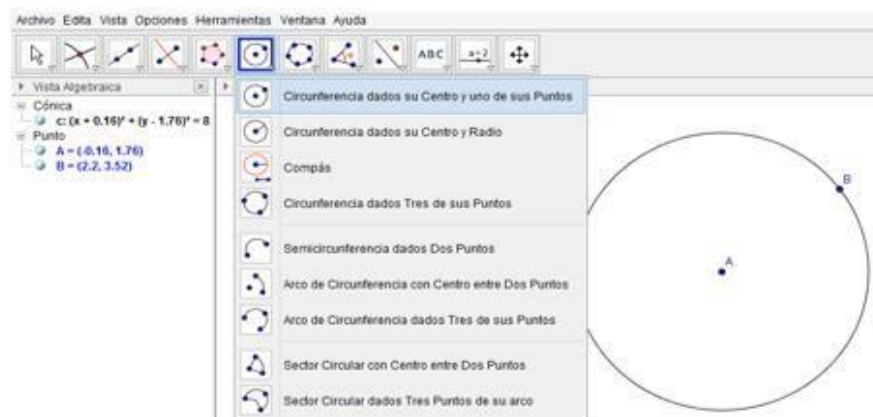 Archivo Edita Vista Opciones Herramientas Ventana Ayuda
ABC
a=2
Vista Algebraica
Cónica
c: (x + 0.16)² + (y - 1.76)² = 8
Punto
A = (-0.16, 1.76)
B = (2.2, 3.52)
Circunferencia dados su Centro y uno de sus Puntos
Circunferencia dados su Centro y Radio
Compás
Circunferencia dados Tres de sus Puntos
Semicircunferencia dados Dos Puntos
Arco de Circunferencia con Centro entre Dos Puntos
Arco de Circunferencia dados Tres de sus Puntos
Sector Circular con Centro entre Dos Puntos
Sector Circular dados Tres Puntos de su arco
B
A